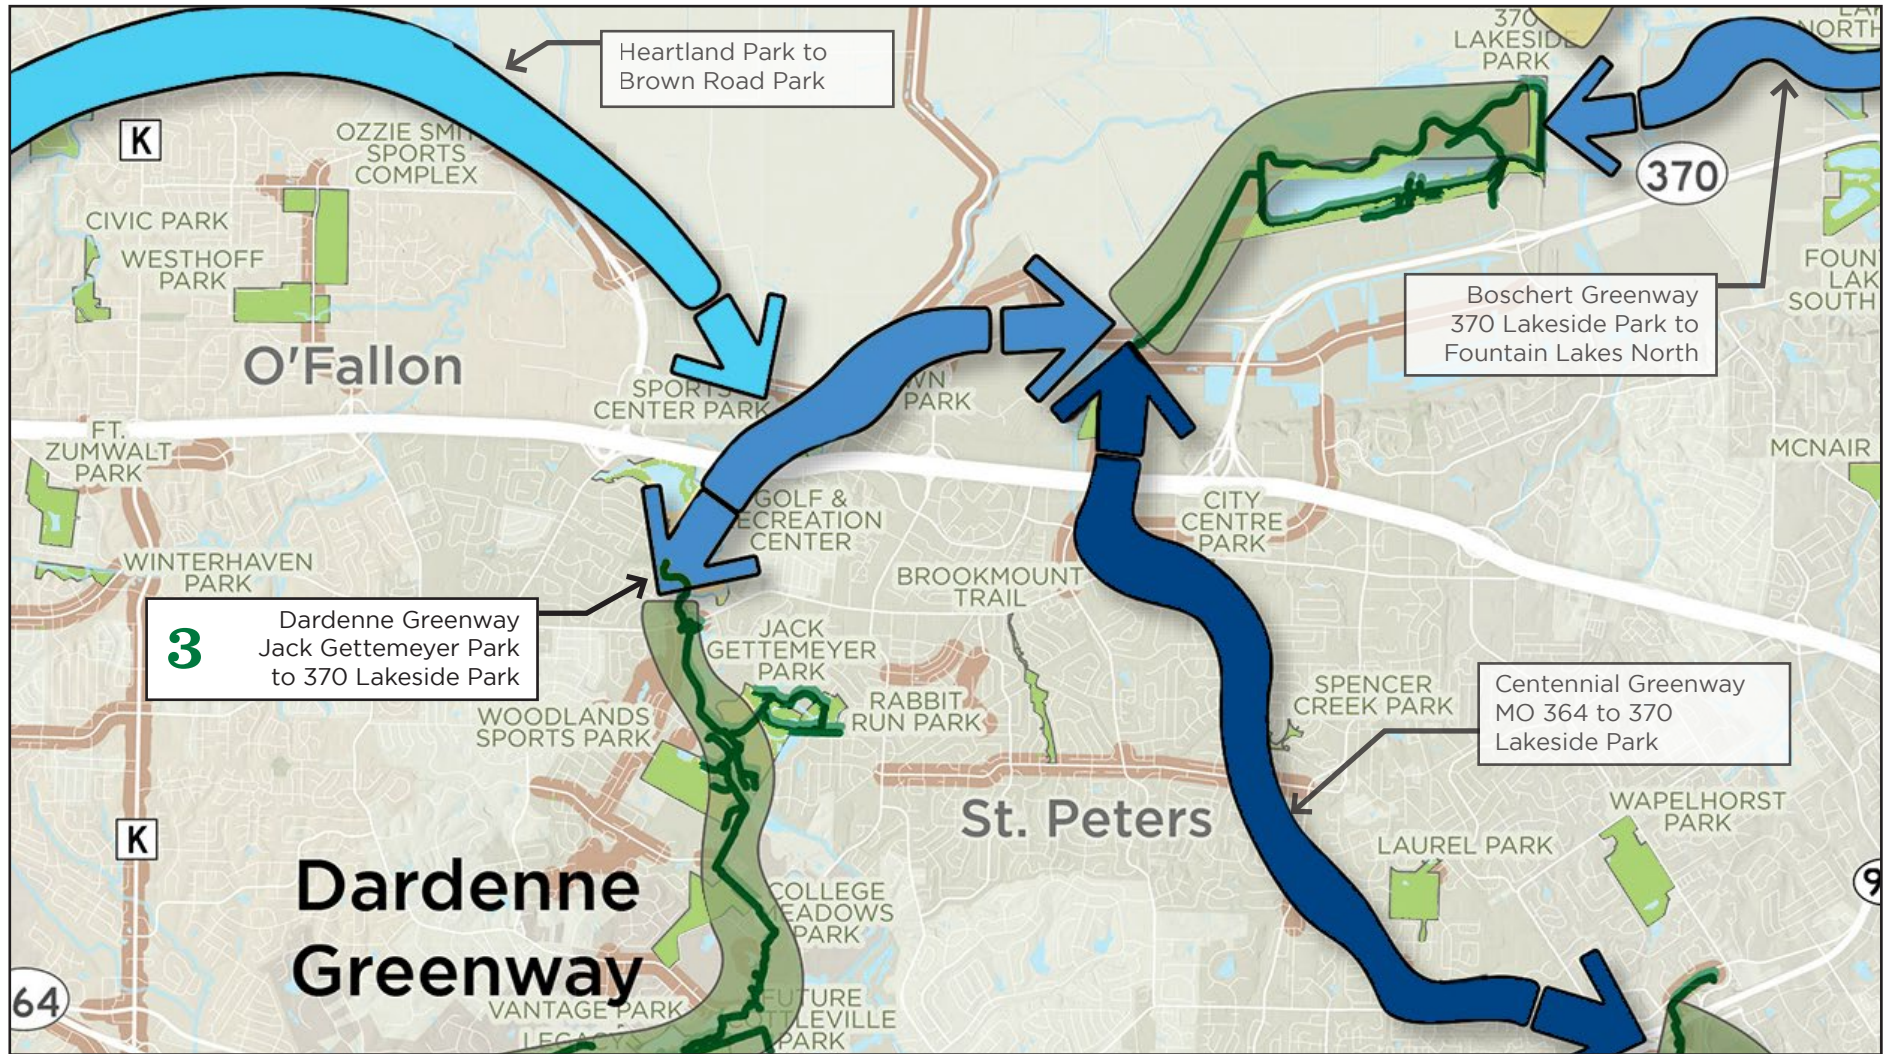 Heartland Park to
Brown Road Park
370
LAKESIDE
PARK
NORTH
K
OZZIE SMI
SPORTS
COMPLEX
370
CIVIC PARK
WESTHOFF
PARK
FOUN
LAK
SOUTH
Boschert Greenway
370 Lakeside Park to
Fountain Lakes North
O'Fallon
SPORTS
CENTER PARK
WN
PARK
FT.
ZUMWALT
PARK
MCNAIR
GOLF &
ECREATION
CENTER
CITY
CENTRE
PARK
WINTERHAVEN
PARK
BROOKMOUNT
TRAIL
3
Dardenne Greenway
Jack Gettemeyer Park
to 370 Lakeside Park
JACK
GETTEMEYER
PARK
RABBIT
RUN PARK
WOODLANDS
SPORTS PARK
SPENCER
CREEK PARK
Centennial Greenway
MO 364 to 370
Lakeside Park
St. Peters
WAPELHORST
PARK
K
LAUREL PARK
Dardenne
Greenway
COLLEGE
MEADOWS
PARK
9
64
VANTAGE PARK
LEGACY
FUTURE
COTTLEVILLE
PARK